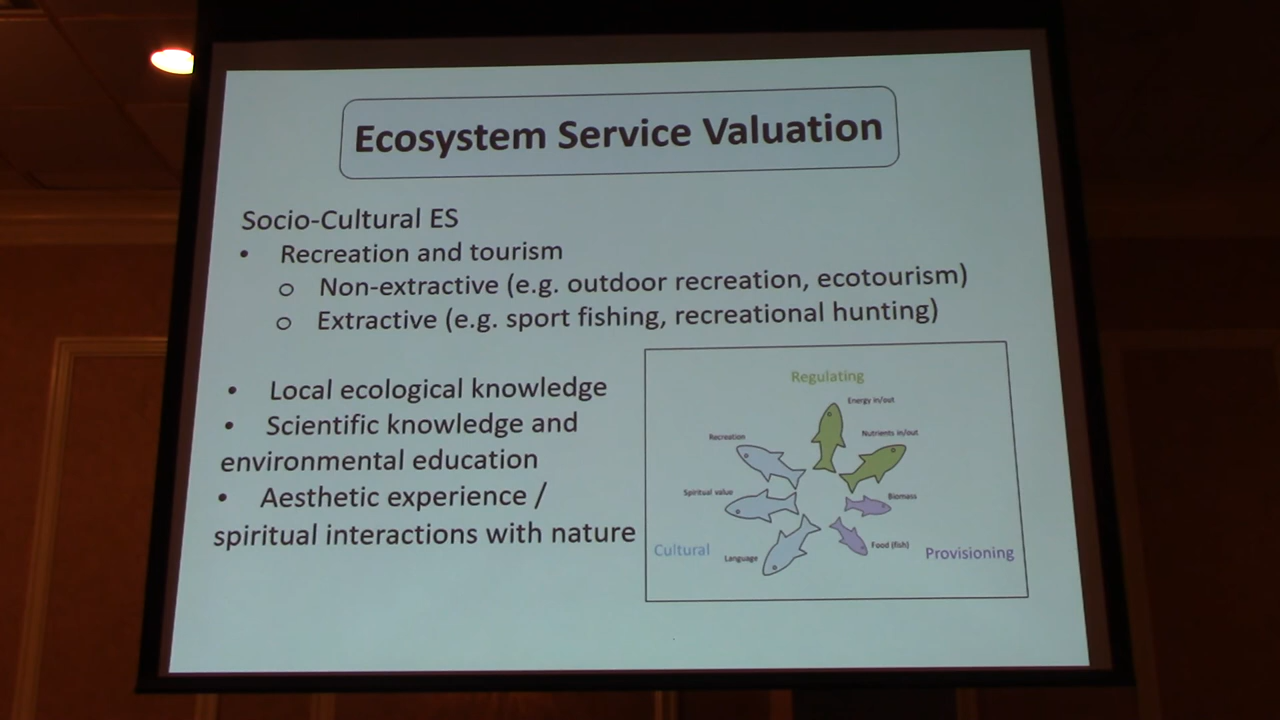 Ecosystem Service Valuation
Socio-Cultural ES
• Recreation and tourism
o Non-extractive (e.g. outdoor recreation, ecotourism)
o Extractive (e.g. sport fishing, recreational hunting)
• Local ecological knowledge
• Scientific knowledge and
environmental education
• Aesthetic experience /
spiritual interactions with nature
Regulating
Energy in/out
Nutrients in/out
Recreation
Spiritual value
Biomass
Food (fish)
Language
Cultural
Provisioning